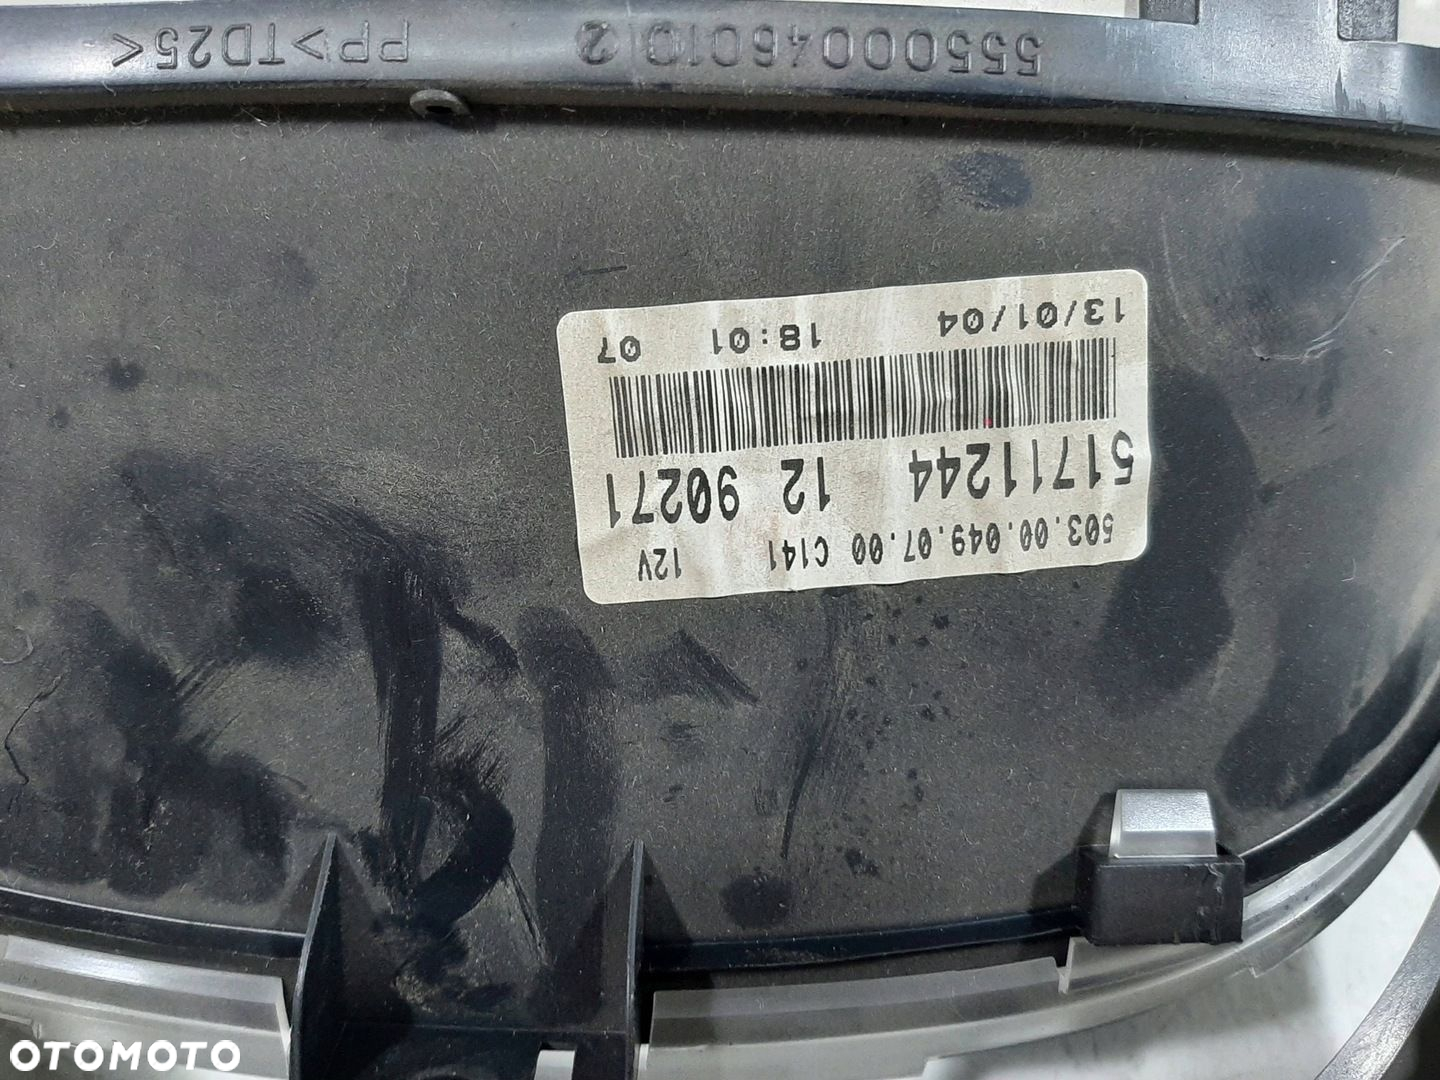 503.00.049.07.00 C141 12V
51711244 12 90271
13/01/04 18:01 07
55500046010 2 PP>TD25<
OTOMOTO